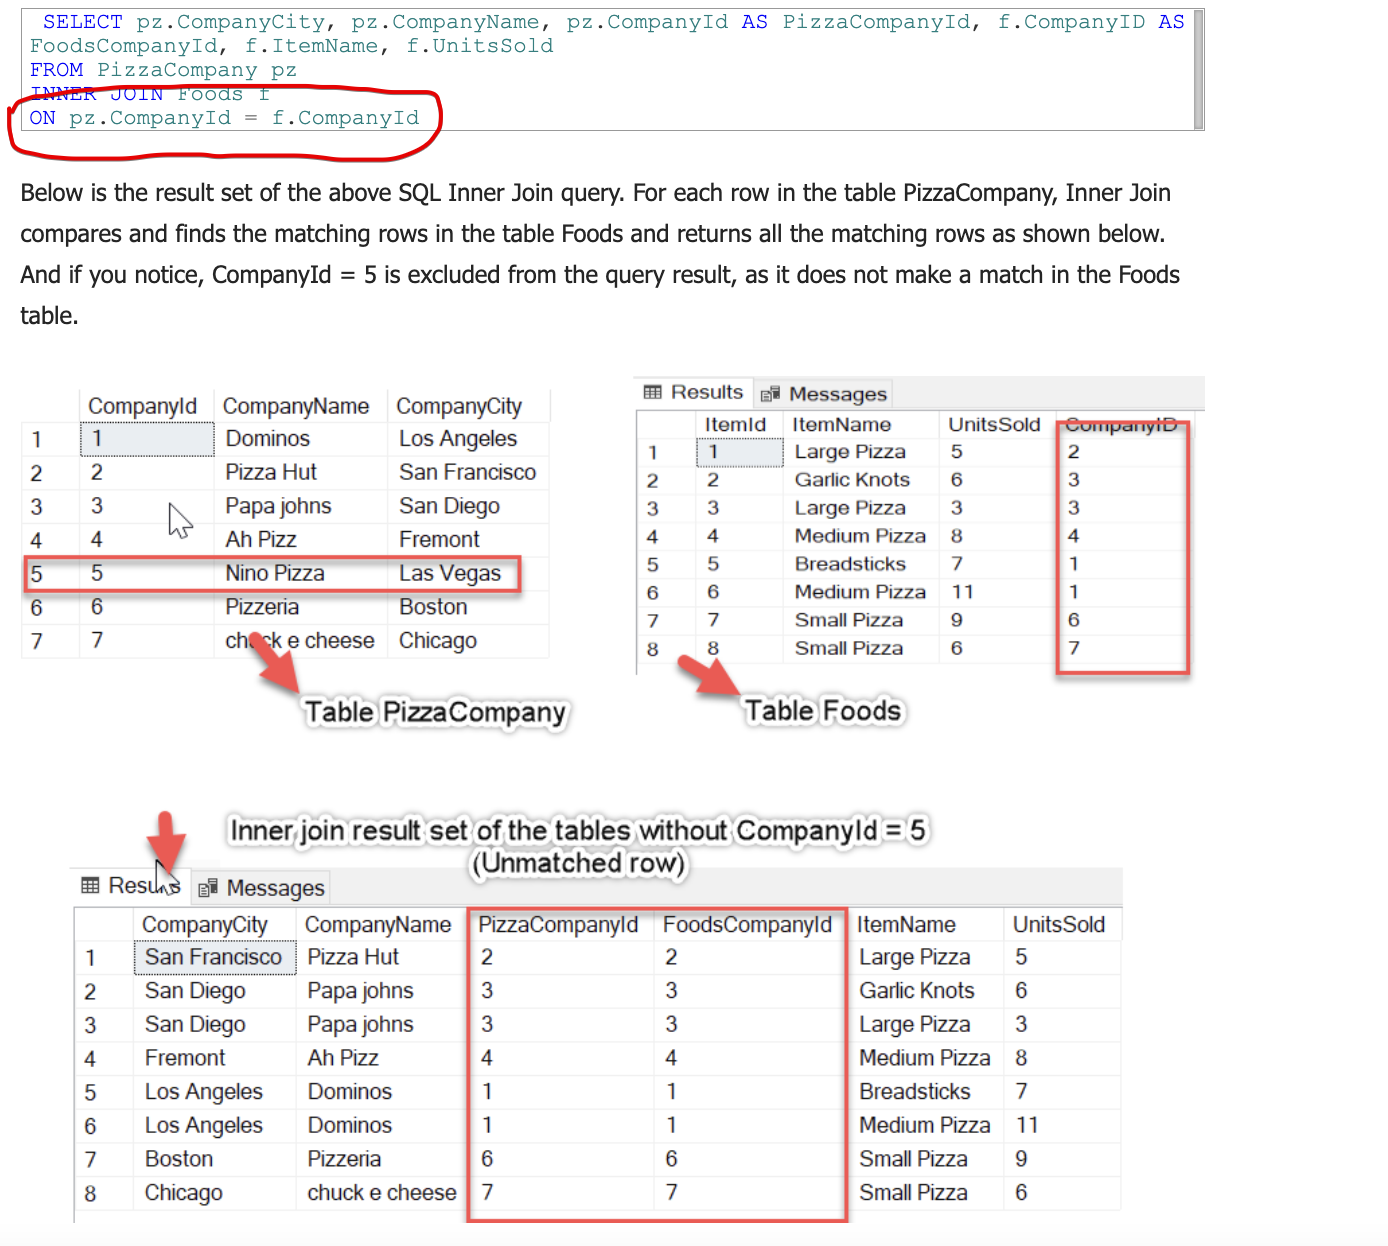 SELECT pz.CompanyCity, pz.CompanyName, pz.CompanyId AS PizzaCompanyId, f.CompanyID AS
FoodsCompanyId, f.ItemName, f.UnitsSold
FROM PizzaCompany pz
INNER JOIN Foods f
ON pz.CompanyId = f.CompanyId
Below is the result set of the above SQL Inner Join query. For each row in the table PizzaCompany, Inner Join
compares and finds the matching rows in the table Foods and returns all the matching rows as shown below.
And if you notice, CompanyId = 5 is excluded from the query result, as it does not make a match in the Foods
table.
CompanyId CompanyName CompanyCity
1 1 Dominos Los Angeles
2 2 Pizza Hut San Francisco
3 3 Papa johns San Diego
4 4 Ah Pizz Fremont
5 5 Nino Pizza Las Vegas
6 6 Pizzeria Boston
7 7 chuck e cheese Chicago
Table PizzaCompany
Results Messages
ItemId ItemName UnitsSold CompanyID
1 1 Large Pizza 5 2
2 2 Garlic Knots 6 3
3 3 Large Pizza 3 3
4 4 Medium Pizza 8 4
5 5 Breadsticks 7 1
6 6 Medium Pizza 11 1
7 7 Small Pizza 9 6
8 8 Small Pizza 6 7
Table Foods
Inner join result set of the tables without CompanyId = 5
(Unmatched row)
Results Messages
CompanyCity CompanyName PizzaCompanyId FoodsCompanyId ItemName UnitsSold
1 San Francisco Pizza Hut 2 2 Large Pizza 5
2 San Diego Papa johns 3 3 Garlic Knots 6
3 San Diego Papa johns 3 3 Large Pizza 3
4 Fremont Ah Pizz 4 4 Medium Pizza 8
5 Los Angeles Dominos 1 1 Breadsticks 7
6 Los Angeles Dominos 1 1 Medium Pizza 11
7 Boston Pizzeria 6 6 Small Pizza 9
8 Chicago chuck e cheese 7 7 Small Pizza 6